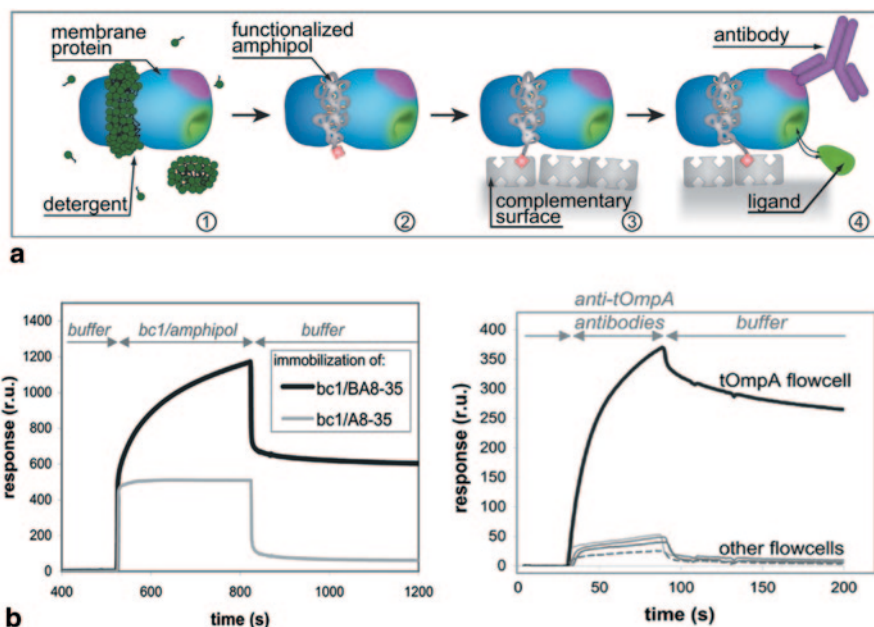 membrane
protein
functionalized
amphipol
antibody
detergent
complementary
surface
ligand
①
②
③
④
a
buffer
bc1/amphipol
buffer
immobilization of:
bc1/BA8-35
bc1/A8-35
response (r.u.)
1400
1200
1000
800
600
400
200
0
400
600
800
1000
1200
time (s)
anti-tOmpA
antibodies
buffer
tOmpA flowcell
other flowcells
response (r.u.)
400
350
300
250
200
150
100
50
0
0
50
100
150
200
time (s)
b